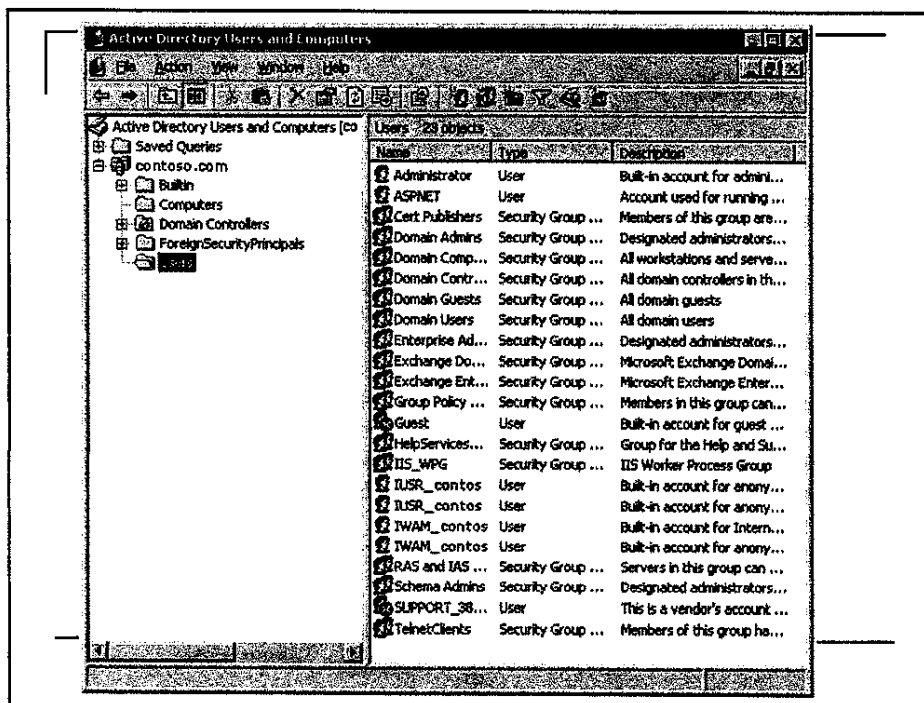 Active Directory Users and Computers
File Action View Window Help
Active Directory Users and Computers [co
Saved Queries
contoso.com
Builtin
Computers
Domain Controllers
ForeignSecurityPrincipals
Users 23 objects
Name Type Description
Administrator User Built-in account for admini...
ASPNET User Account used for running ...
Cert Publishers Security Group ... Members of this group are...
Domain Admins Security Group ... Designated administrators...
Domain Comp... Security Group ... All workstations and serve...
Domain Contr... Security Group ... All domain controllers in th...
Domain Guests Security Group ... All domain guests
Domain Users Security Group ... All domain users
Enterprise Ad... Security Group ... Designated administrators...
Exchange Do... Security Group ... Microsoft Exchange Domai...
Exchange Ent... Security Group ... Microsoft Exchange Enter...
Group Policy ... Security Group ... Members in this group can...
Guest User Built-in account for guest ...
HelpServices... Security Group ... Group for the Help and Su...
IIS_WPG Security Group ... IIS Worker Process Group
IUSR_contos User Built-in account for anony...
IUSR_contos User Built-in account for anony...
IWAM_contos User Built-in account for Intern...
IWAM_contos User Built-in account for anony...
RAS and IAS ... Security Group ... Servers in this group can ...
Schema Admins Security Group ... Designated administrators...
SUPPORT_38... User This is a vendor's account ...
TelnetClients Security Group ... Members of this group ha...